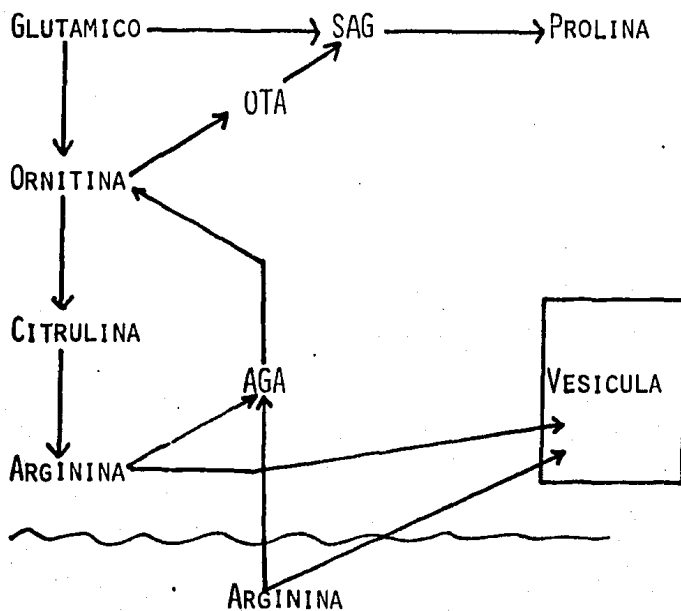 GLUTAMICO SAG PROLINA
OTA
ORNITINA
CITRULINA
AGA VESICULA
ARGININA
ARGININA